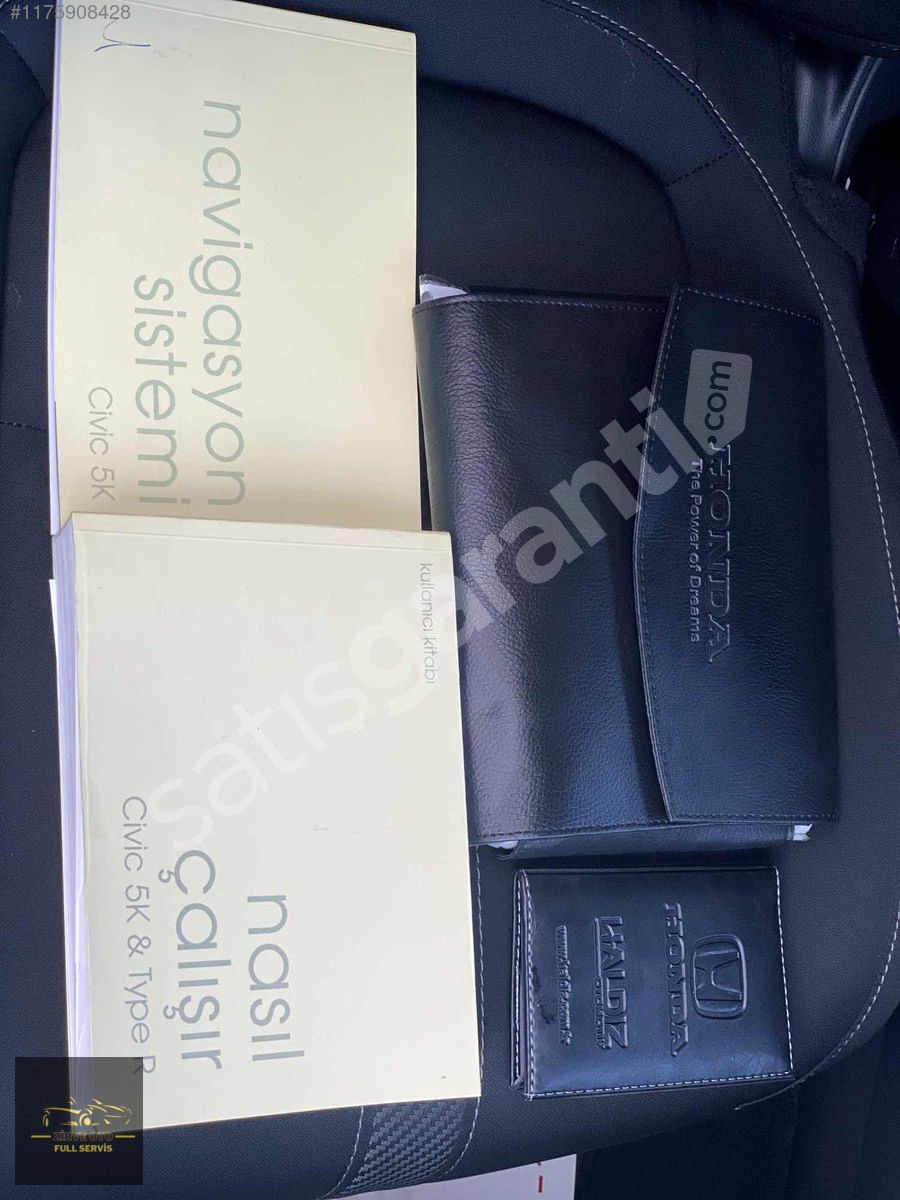 #1175908428
navigasyon
sistemi
Civic 5K
kullanıcı kitabı
nasıl
çalışır
Civic 5K & Type R
HONDA
The Power of Dreams
HONDA
HALDIZ
satisgaranti.com
ZİRVE OTO
FULL SERVİS